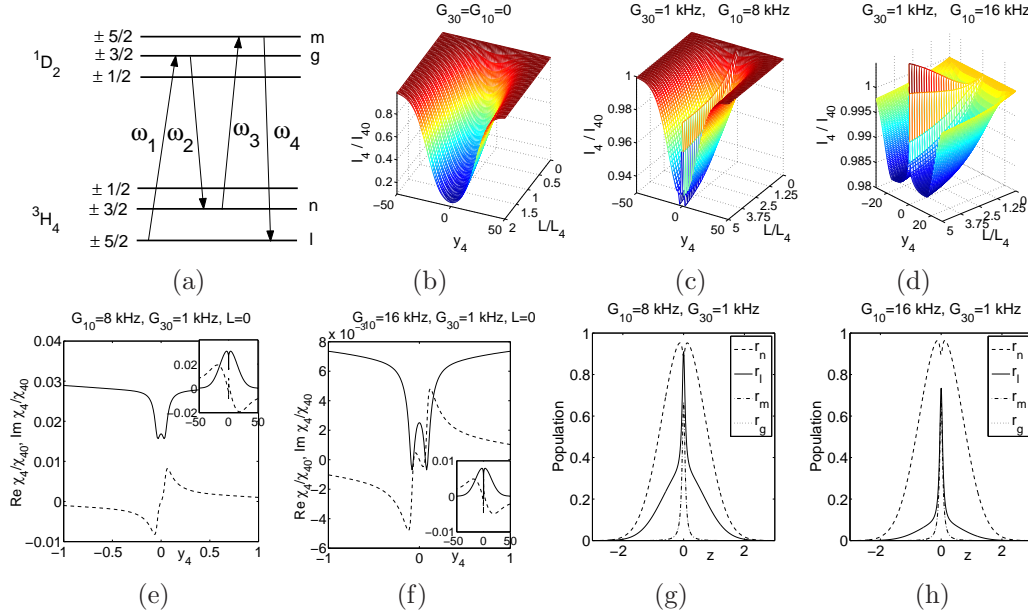 ± 5/2
m
¹D₂
± 3/2
g
± 1/2
ω₁
ω₂
ω₃
ω₄
± 1/2
³H₄
± 3/2
n
± 5/2
l
(a)
G₃₀=G₁₀=0
I₄ / I₄₀
0.8
0.6
0.4
0.2
−50
0
50
y₄
2
1.5
1
0.5
0
L/L₄
(b)
G₃₀=1 kHz, G₁₀=8 kHz
I₄ / I₄₀
1
0.98
0.96
0.94
−50
0
50
y₄
5
3.75
2.5
1.25
0
L/L₄
(c)
G₃₀=1 kHz, G₁₀=16 kHz
I₄ / I₄₀
1
0.995
0.99
0.985
0.98
−20
0
20
50
y₄
5
3.75
2.5
1.25
0
L/L₄
(d)
G₁₀=8 kHz, G₃₀=1 kHz, L=0
Re χ₄/χ₄₀, Im χ₄/χ₄₀
0.04
0.03
0.02
0.01
0
−0.01
−1
−0.5
0
0.5
1
y₄
0.02
0
−0.02
−50
0
50
(e)
x 10⁻³
G₁₀=16 kHz, G₃₀=1 kHz, L=0
Re χ₄/χ₄₀, Im χ₄/χ₄₀
8
6
4
2
0
−2
−4
−6
−1
0
1
y₄
0.01
0
−0.01
−50
0
50
(f)
G₁₀=8 kHz, G₃₀=1 kHz
Population
1
0.8
0.6
0.4
0.2
0
−2
0
2
z
rₙ
rₗ
rₘ
r_g
(g)
G₁₀=16 kHz, G₃₀=1 kHz
Population
1
0.8
0.6
0.4
0.2
0
−2
0
2
z
rₙ
rₗ
rₘ
r_g
(h)